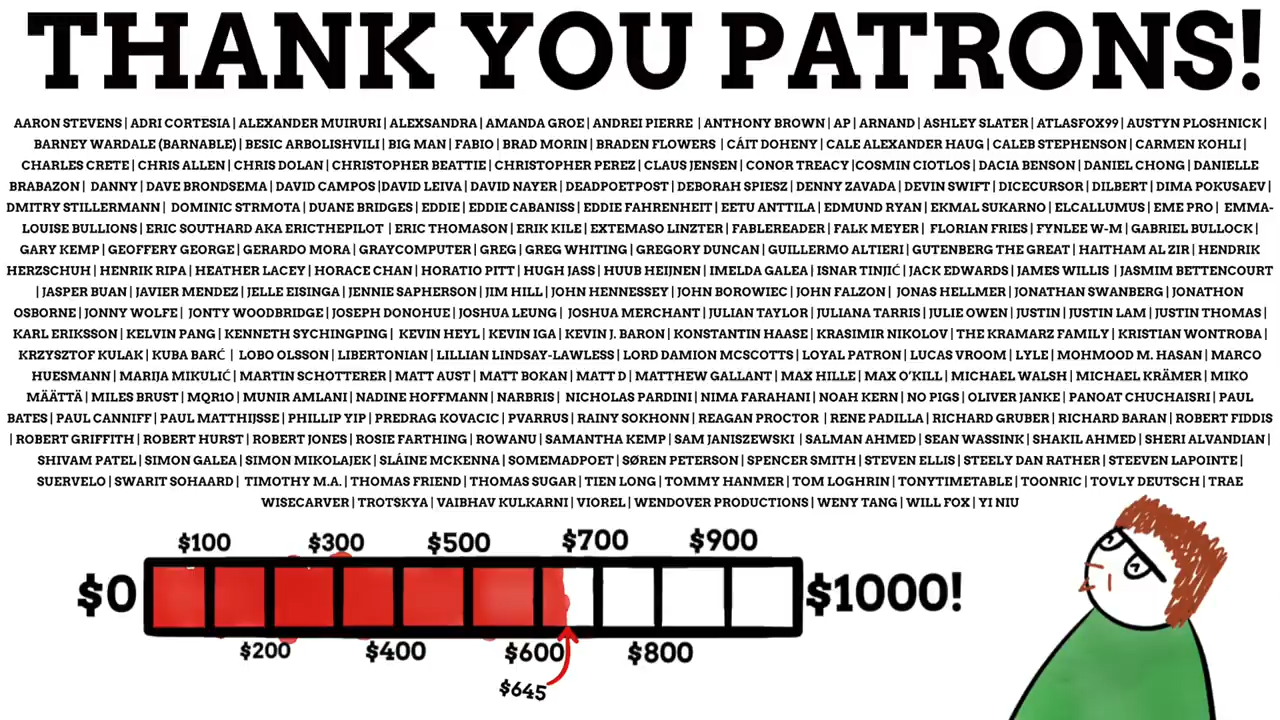 THANK YOU PATRONS!
AARON STEVENS | ADRI CORTESIA | ALEXANDER MUIRURI | ALEXSANDRA | AMANDA GROE | ANDREI PIERRE | ANTHONY BROWN | AP | ARNAND | ASHLEY SLATER | ATLASFOX99 | AUSTYN PLOSHNICK |
BARNEY WARDALE (BARNABLE) | BESIC ARBOLISHVILI | BIG MAN | FABIO | BRAD MORIN | BRADEN FLOWERS | CÁIT DOHENY | CALE ALEXANDER HAUG | CALEB STEPHENSON | CARMEN KOHLI |
CHARLES CRETE | CHRIS ALLEN | CHRIS DOLAN | CHRISTOPHER BEATTIE | CHRISTOPHER PEREZ | CLAUS JENSEN | CONOR TREACY |COSMIN CIOTLOS | DACIA BENSON | DANIEL CHONG | DANIELLE
BRABAZON | DANNY | DAVE BRONDSEMA | DAVID CAMPOS |DAVID LEIVA | DAVID NAYER | DEADPOETPOST | DEBORAH SPIESZ | DENNY ZAVADA | DEVIN SWIFT | DICECURSOR | DILBERT | DIMA POKUSAEV |
DMITRY STILLERMANN | DOMINIC STRMOTA | DUANE BRIDGES | EDDIE | EDDIE CABANISS | EDDIE FAHRENHEIT | EETU ANTTILA | EDMUND RYAN | EKMAL SUKARNO | ELCALLUMUS | EME PRO | EMMA-
LOUISE BULLIONS | ERIC SOUTHARD AKA ERICTHEPILOT | ERIC THOMASON | ERIK KILE | EXTEMASO LINZTER | FABLEREADER | FALK MEYER | FLORIAN FRIES | FYNLEE W-M | GABRIEL BULLOCK |
GARY KEMP | GEOFFERY GEORGE | GERARDO MORA | GRAYCOMPUTER | GREG | GREG WHITING | GREGORY DUNCAN | GUILLERMO ALTIERI | GUTENBERG THE GREAT | HAITHAM AL ZIR | HENDRIK
HERZSCHUH | HENRIK RIPA | HEATHER LACEY | HORACE CHAN | HORATIO PITT | HUGH JASS | HUUB HEIJNEN | IMELDA GALEA | ISNAR TINJIĆ | JACK EDWARDS | JAMES WILLIS | JASMIM BETTENCOURT
| JASPER BUAN | JAVIER MENDEZ | JELLE EISINGA | JENNIE SAPHERSON | JIM HILL | JOHN HENNESSEY | JOHN BOROWIEC | JOHN FALZON | JONAS HELLMER | JONATHAN SWANBERG | JONATHON
OSBORNE | JONNY WOLFE | JONTY WOODBRIDGE | JOSEPH DONOHUE | JOSHUA LEUNG | JOSHUA MERCHANT | JULIAN TAYLOR | JULIANA TARRIS | JULIE OWEN | JUSTIN | JUSTIN LAM | JUSTIN THOMAS |
KARL ERIKSSON | KELVIN PANG | KENNETH SYCHINGPING | KEVIN HEYL | KEVIN IGA | KEVIN J. BARON | KONSTANTIN HAASE | KRASIMIR NIKOLOV | THE KRAMARZ FAMILY | KRISTIAN WONTROBA |
KRZYSZTOF KULAK | KUBA BARĆ | LOBO OLSSON | LIBERTONIAN | LILLIAN LINDSAY-LAWLESS | LORD DAMION MCSCOTTS | LOYAL PATRON | LUCAS VROOM | LYLE | MOHMOOD M. HASAN | MARCO
HUESMANN | MARIJA MIKULIĆ | MARTIN SCHOTTERER | MATT AUST | MATT BOKAN | MATT D | MATTHEW GALLANT | MAX HILLE | MAX O'KILL | MICHAEL WALSH | MICHAEL KRÄMER | MIKO
MÄÄTTÄ | MILES BRUST | MQR1O | MUNIR AMLANI | NADINE HOFFMANN | NARBRIS | NICHOLAS PARDINI | NIMA FARAHANI | NOAH KERN | NO PIGS | OLIVER JANKE | PANOAT CHUCHAISRI | PAUL
BATES | PAUL CANNIFF | PAUL MATTHIJSSE | PHILLIP YIP | PREDRAG KOVACIC | PVARRUS | RAINY SOKHONN | REAGAN PROCTOR | RENE PADILLA | RICHARD GRUBER | RICHARD BARAN | ROBERT FIDDIS
| ROBERT GRIFFITH | ROBERT HURST | ROBERT JONES | ROSIE FARTHING | ROWANU | SAMANTHA KEMP | SAM JANISZEWSKI | SALMAN AHMED | SEAN WASSINK | SHAKIL AHMED | SHERI ALVANDIAN |
SHIVAM PATEL | SIMON GALEA | SIMON MIKOLAJEK | SLÁINE MCKENNA | SOMEMADPOET | SØREN PETERSON | SPENCER SMITH | STEVEN ELLIS | STEELY DAN RATHER | STEEVEN LAPOINTE |
SUERVELO | SWARIT SOHAARD | TIMOTHY M.A. | THOMAS FRIEND | THOMAS SUGAR | TIEN LONG | TOMMY HANMER | TOM LOGHRIN | TONYTIMETABLE | TOONRIC | TOVLY DEUTSCH | TRAE
WISECARVER | TROTSKYA | VAIBHAV KULKARNI | VIOREL | WENDOVER PRODUCTIONS | WENY TANG | WILL FOX | YI NIU
$100 $300 $500 $700 $900
$0 $1000!
$200 $400 $600 $800
$645